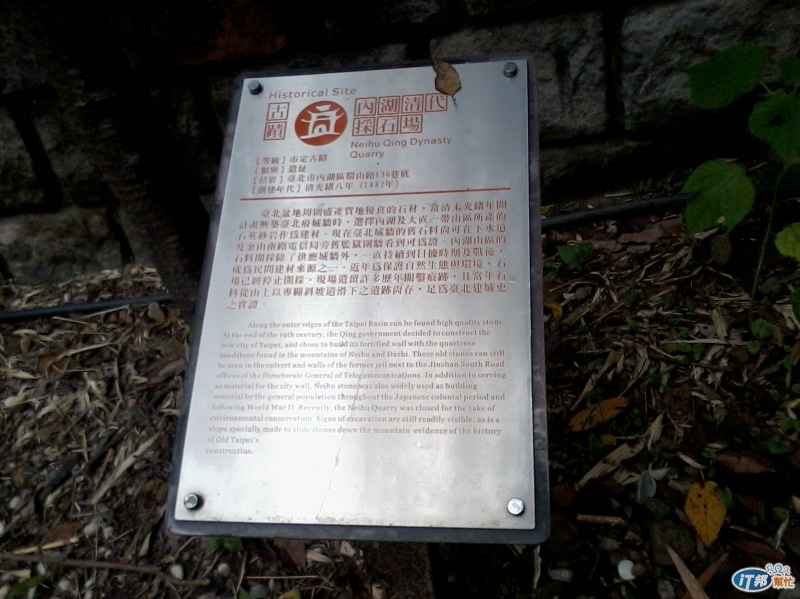 Historical Site
古蹟
內湖清代
採石場
Neihu Qing Dynasty
Quarry
［等級］市定古蹟
［類別］遺址
［位置］臺北市內湖區環山路136巷底
［創建年代］清光緒八年（1882年）
臺北盆地周圍盛產質地優良的石材，當清末光緒年間
計畫興築臺北府城牆時，選擇內湖及大直一帶山區所產的
石英砂岩作為建材。現在臺北城牆的舊石料尚可在下水道
及金山南路電信局旁舊監獄圍牆看到可為證。內湖山區的
石料開採除了供應城牆外，一直持續到日據時期及戰後，
成為民間建材來源之一。近年為保護自然生態與環境，石
場已經停止開採。現場遺留許多歷年開鑿痕跡，且當年石
料從山上以專闢斜坡道滑下之遺跡尚存，足為臺北建城史
之實證。
Along the outer edges of the Taipei Basin can be found high quality stone
At the end of the 19th century, the Qing government decided to construct the
new city of Taipei, and chose to build its fortified wall with the quartzose
sandstone found in the mountains of Neihu and Dazhi. These old stones can still
be seen in the culvert and walls of the former jail next to the Jinshan South Road
offices of the Directorate General of Telecommunications. In addition to serving
as material for the city wall, Neihu stone was also widely used as building
material by the general population throughout the Japanese colonial period and
following World War II. Recently, the Neihu Quarry was closed for the cake of
environmental conservation. Signs of excavation are still readily visible, as is a
slope specially made to slide stones down the mountain evidence of the history
of Old Taipei's
construction.
iT邦幫忙